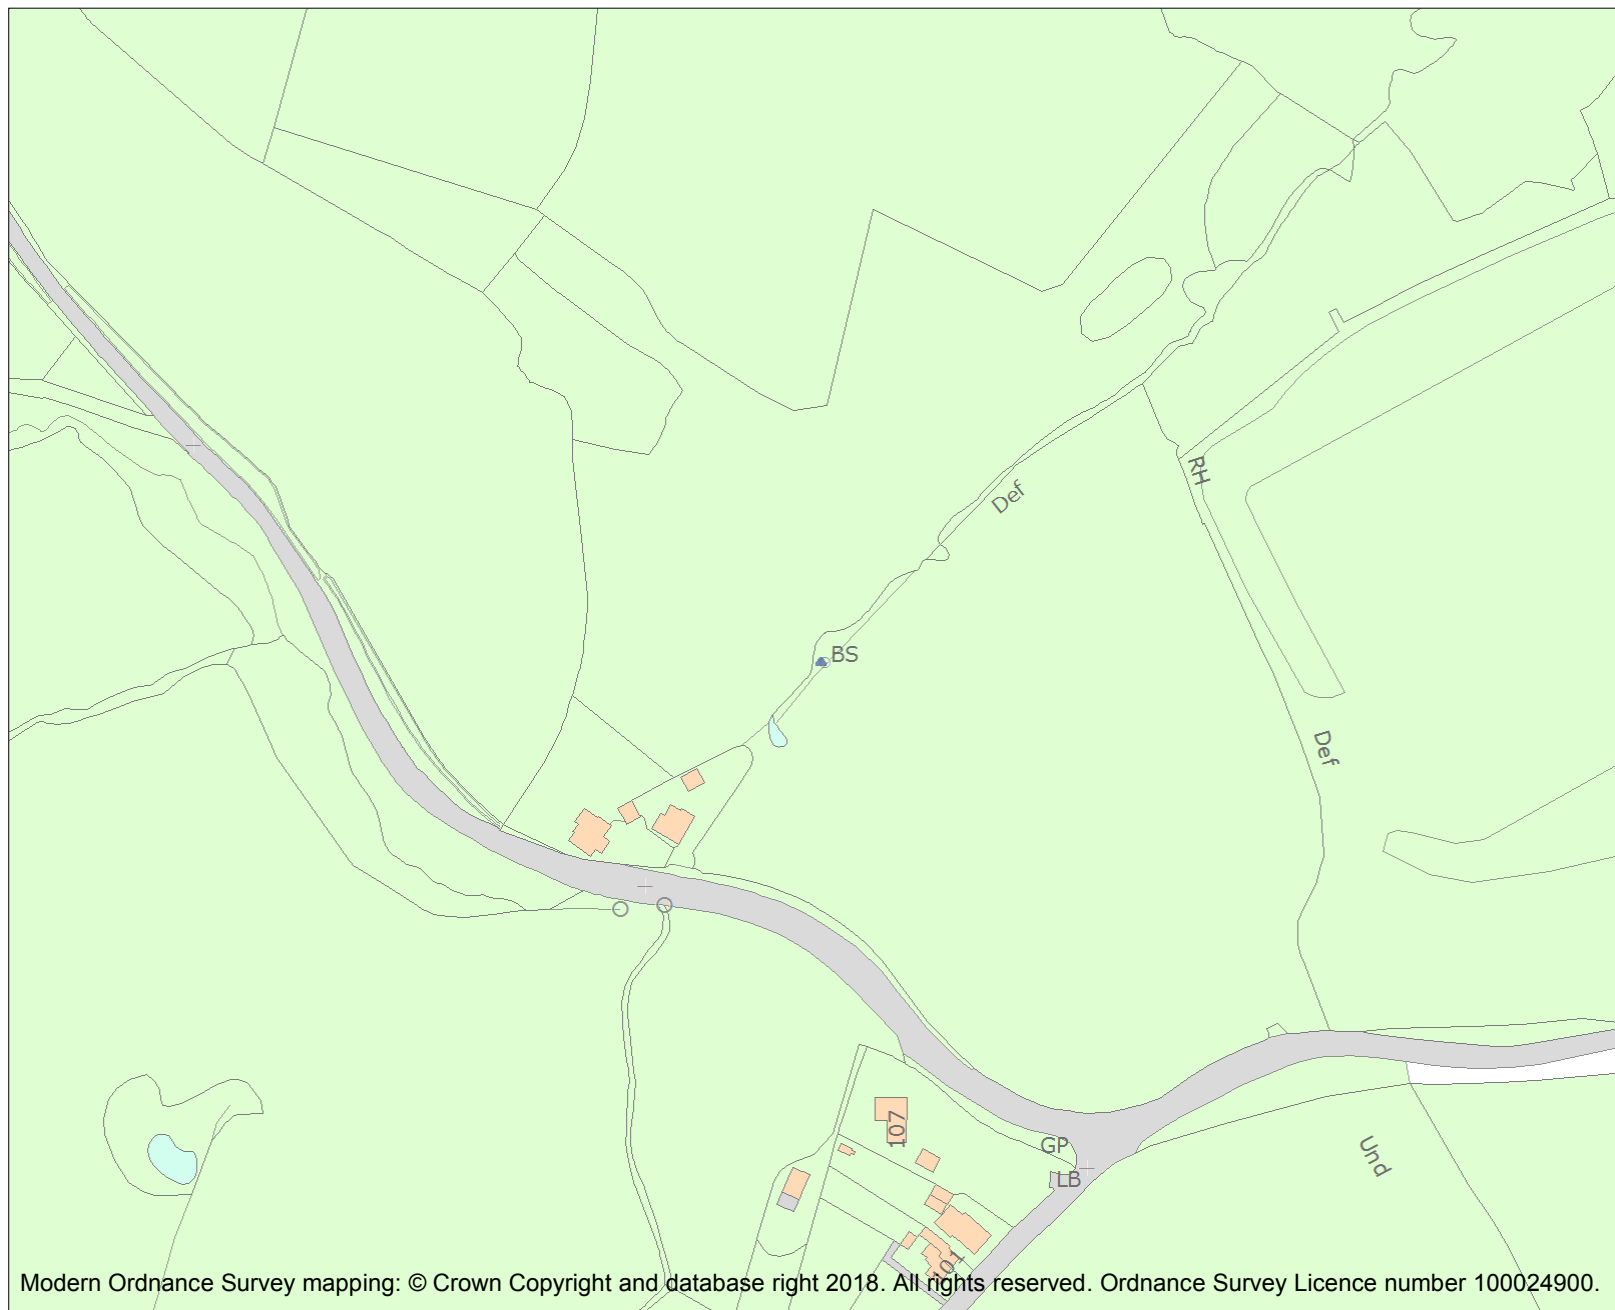 RH
Def
BS
Def
107
GP
LB
Und
101
Modern Ordnance Survey mapping: © Crown Copyright and database right 2018. All rights reserved. Ordnance Survey Licence number 100024900.